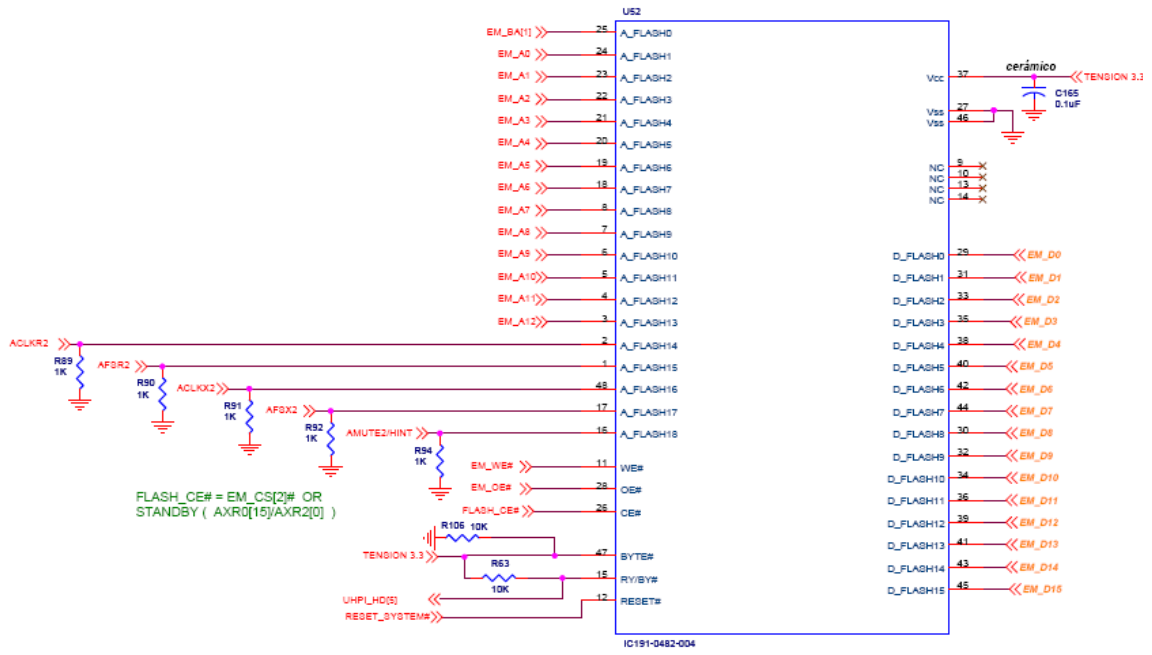 U52
EM_BA[1] 25 A_FLASH0
EM_A0 24 A_FLASH1
EM_A1 23 A_FLASH2
EM_A2 22 A_FLASH3
EM_A3 21 A_FLASH4
EM_A4 20 A_FLASH5
EM_A5 19 A_FLASH6
EM_A6 18 A_FLASH7
EM_A7 8 A_FLASH8
EM_A8 7 A_FLASH9
EM_A9 6 A_FLASH10
EM_A10 5 A_FLASH11
EM_A11 4 A_FLASH12
EM_A12 3 A_FLASH13
ACLKR2 2 A_FLASH14
R89
1K
AFSR2 1 A_FLASH15
R90
1K
ACLKX2 48 A_FLASH16
R91
1K
AFSX2 17 A_FLASH17
R92
1K
AMUTE2/HINT 16 A_FLASH18
R94
1K
EM_WE# 11 WE#
EM_OE# 28 OE#
FLASH_CE# 26 CE#
FLASH_CE# = EM_CS[2]# OR
STANDBY ( AXR0[15]/AXR2[0] )
R106 10K
TENSION 3.3 47 BYTE#
R63
10K
15 RY/BY#
UHPI_HD[5]
RESET_SYSTEM# 12 RESET#
IC191-0482-004
cerâmico
Vcc 37 TENSION 3.3
C165
0.1uF
Vss 27
Vss 46
NC 9
NC 10
NC 13
NC 14
D_FLASH0 29 EM_D0
D_FLASH1 31 EM_D1
D_FLASH2 33 EM_D2
D_FLASH3 35 EM_D3
D_FLASH4 38 EM_D4
D_FLASH5 40 EM_D5
D_FLASH6 42 EM_D6
D_FLASH7 44 EM_D7
D_FLASH8 30 EM_D8
D_FLASH9 32 EM_D9
D_FLASH10 34 EM_D10
D_FLASH11 36 EM_D11
D_FLASH12 39 EM_D12
D_FLASH13 41 EM_D13
D_FLASH14 43 EM_D14
D_FLASH15 45 EM_D15